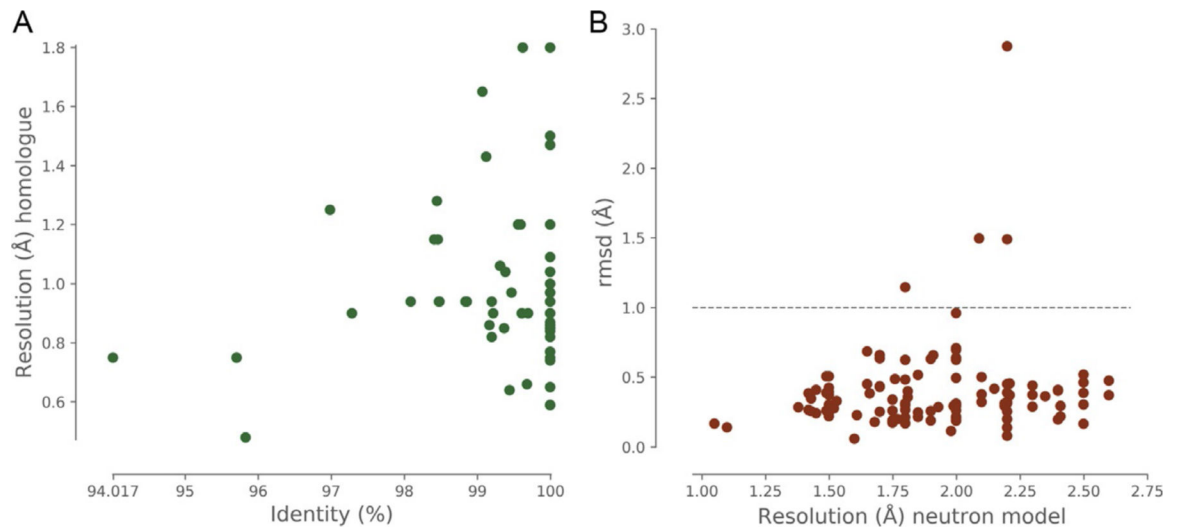 A
1.8
1.6
1.4
1.2
1.0
0.8
0.6
Resolution (Å) homologue
94.017 95 96 97 98 99 100
Identity (%)
B
3.0
2.5
2.0
1.5
1.0
0.5
0.0
rmsd (Å)
1.00 1.25 1.50 1.75 2.00 2.25 2.50 2.75
Resolution (Å) neutron model